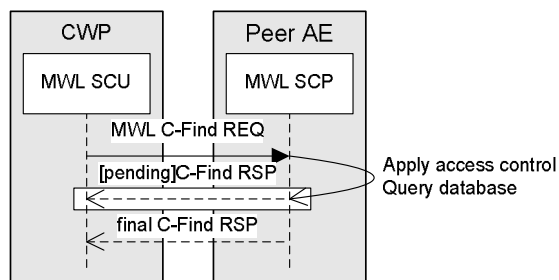 CWP
Peer AE
MWL SCU
MWL SCP
MWL C-Find REQ
[pending]C-Find RSP
Apply access control
Query database
final C-Find RSP